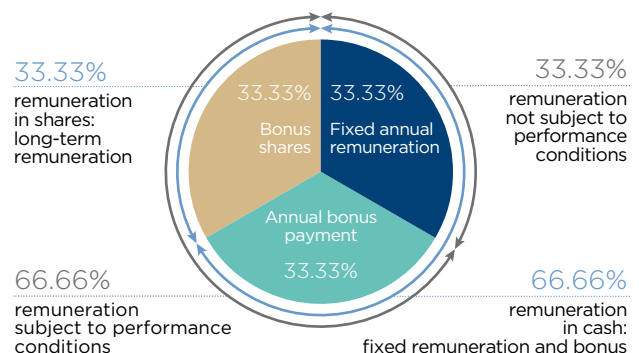 33.33%
remuneration
in shares:
long-term
remuneration
33.33%
Bonus
shares
33.33%
Fixed annual
remuneration
33.33%
remuneration
not subject to
performance
conditions
Annual bonus
payment
33.33%
66.66%
remuneration
subject to performance
conditions
66.66%
remuneration
in cash:
fixed remuneration and bonus